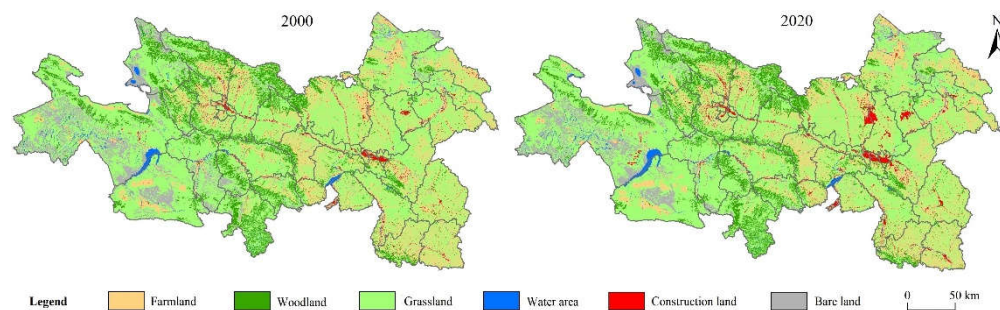 2000
2020
N
Legend
Farmland
Woodland
Grassland
Water area
Construction land
Bare land
0 50 km